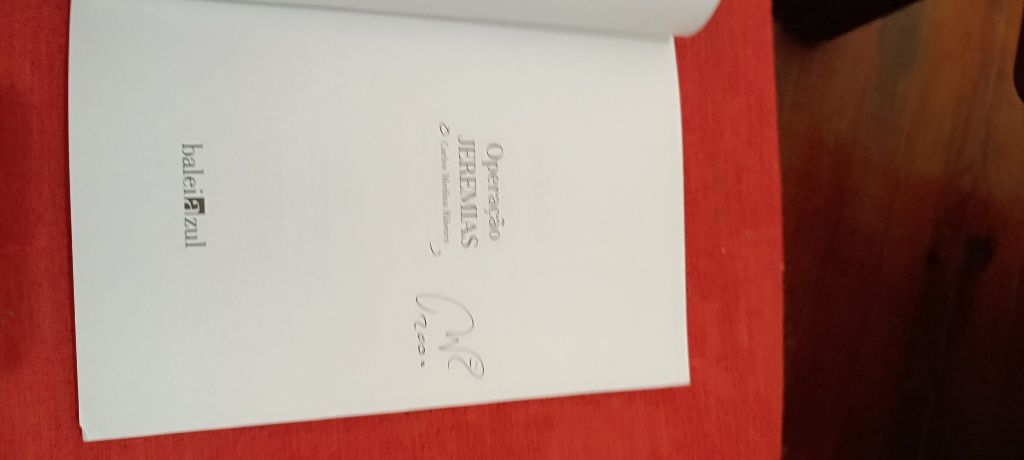 Operação
JEREMIAS
Carlos Medina Ribeiro
baleiazul